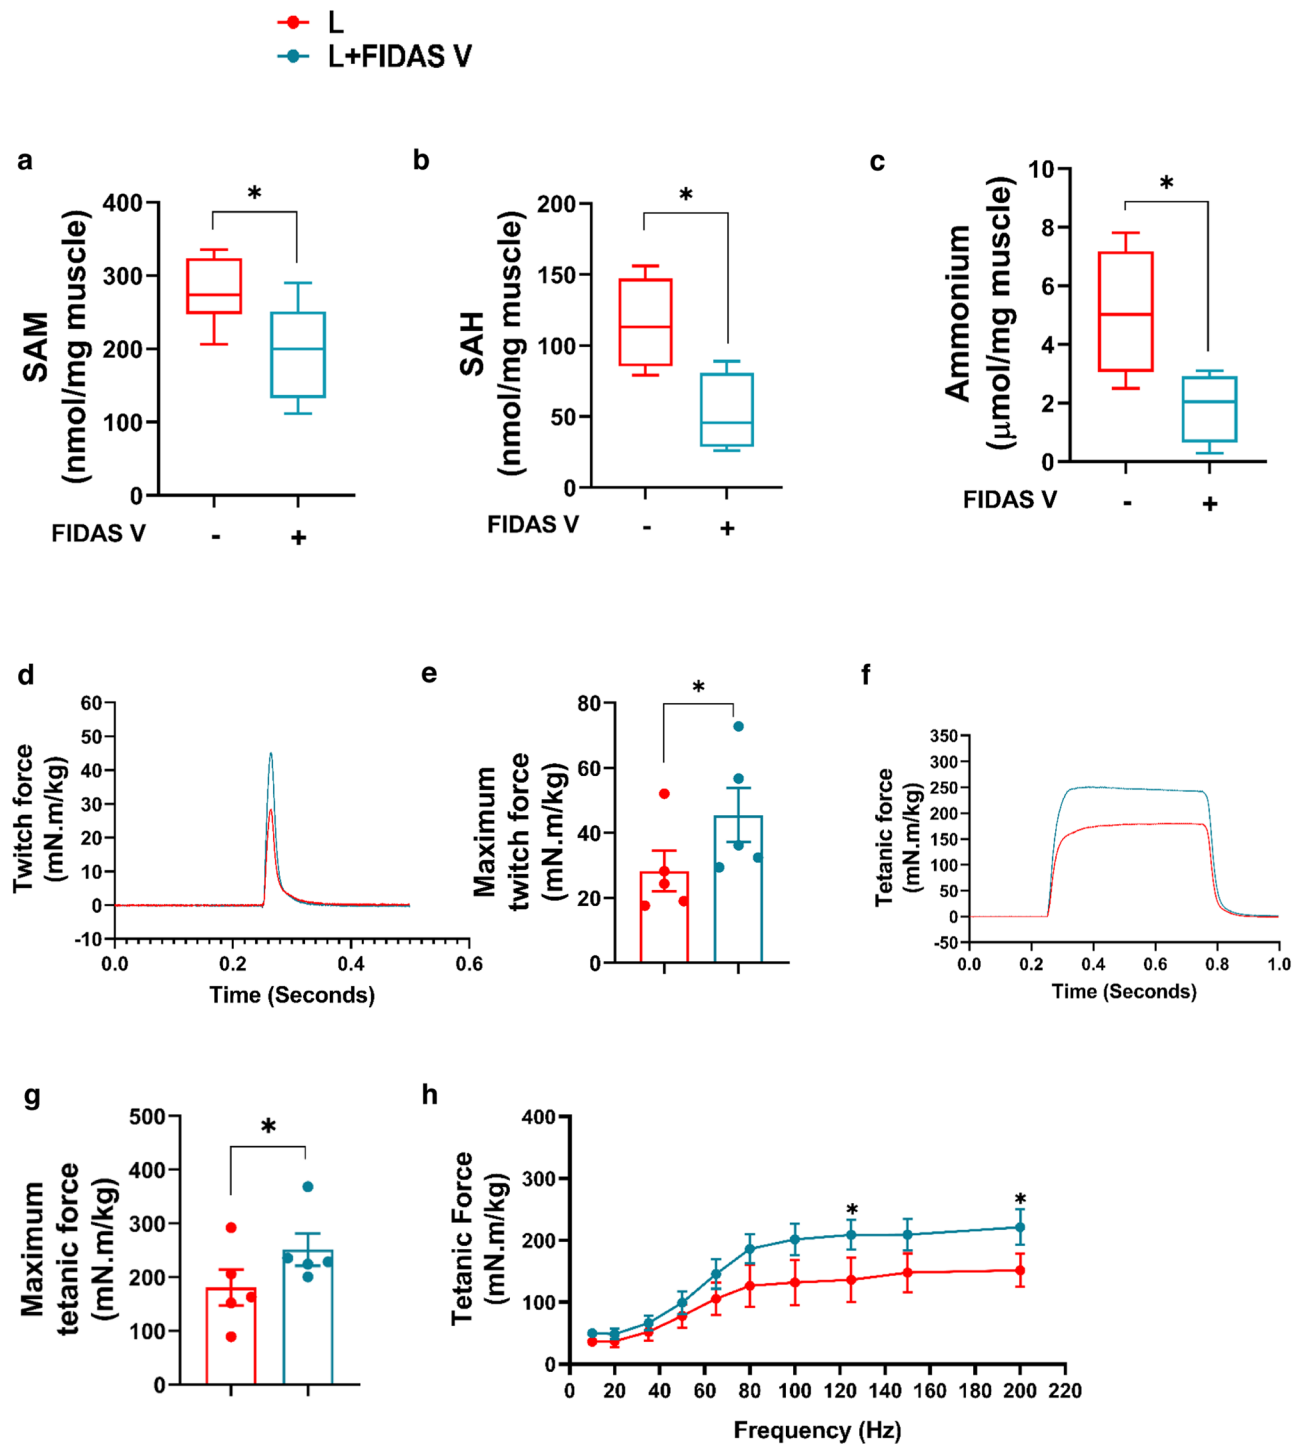 L
L+FIDAS V
a
SAM
(nmol/mg muscle)
400
300
200
100
0
*
FIDAS V
-
+
b
SAH
(nmol/mg muscle)
200
150
100
50
0
*
FIDAS V
-
+
c
Ammonium
(μmol/mg muscle)
10
8
6
4
2
0
*
FIDAS V
-
+
d
Twitch force
(mN.m/kg)
60
50
40
30
20
10
0
-10
0.0
0.2
0.4
0.6
Time (Seconds)
e
Maximum
twitch force
(mN.m/kg)
80
60
40
20
0
*
f
Tetanic force
(mN.m/kg)
350
300
250
200
150
100
50
0
-50
0.0
0.2
0.4
0.6
0.8
1.0
Time (Seconds)
g
Maximum
tetanic force
(mN.m/kg)
500
400
300
200
100
0
*
h
Tetanic Force
(mN.m/kg)
400
300
200
100
0
*
*
0
20
40
60
80
100
120
140
160
180
200
220
Frequency (Hz)